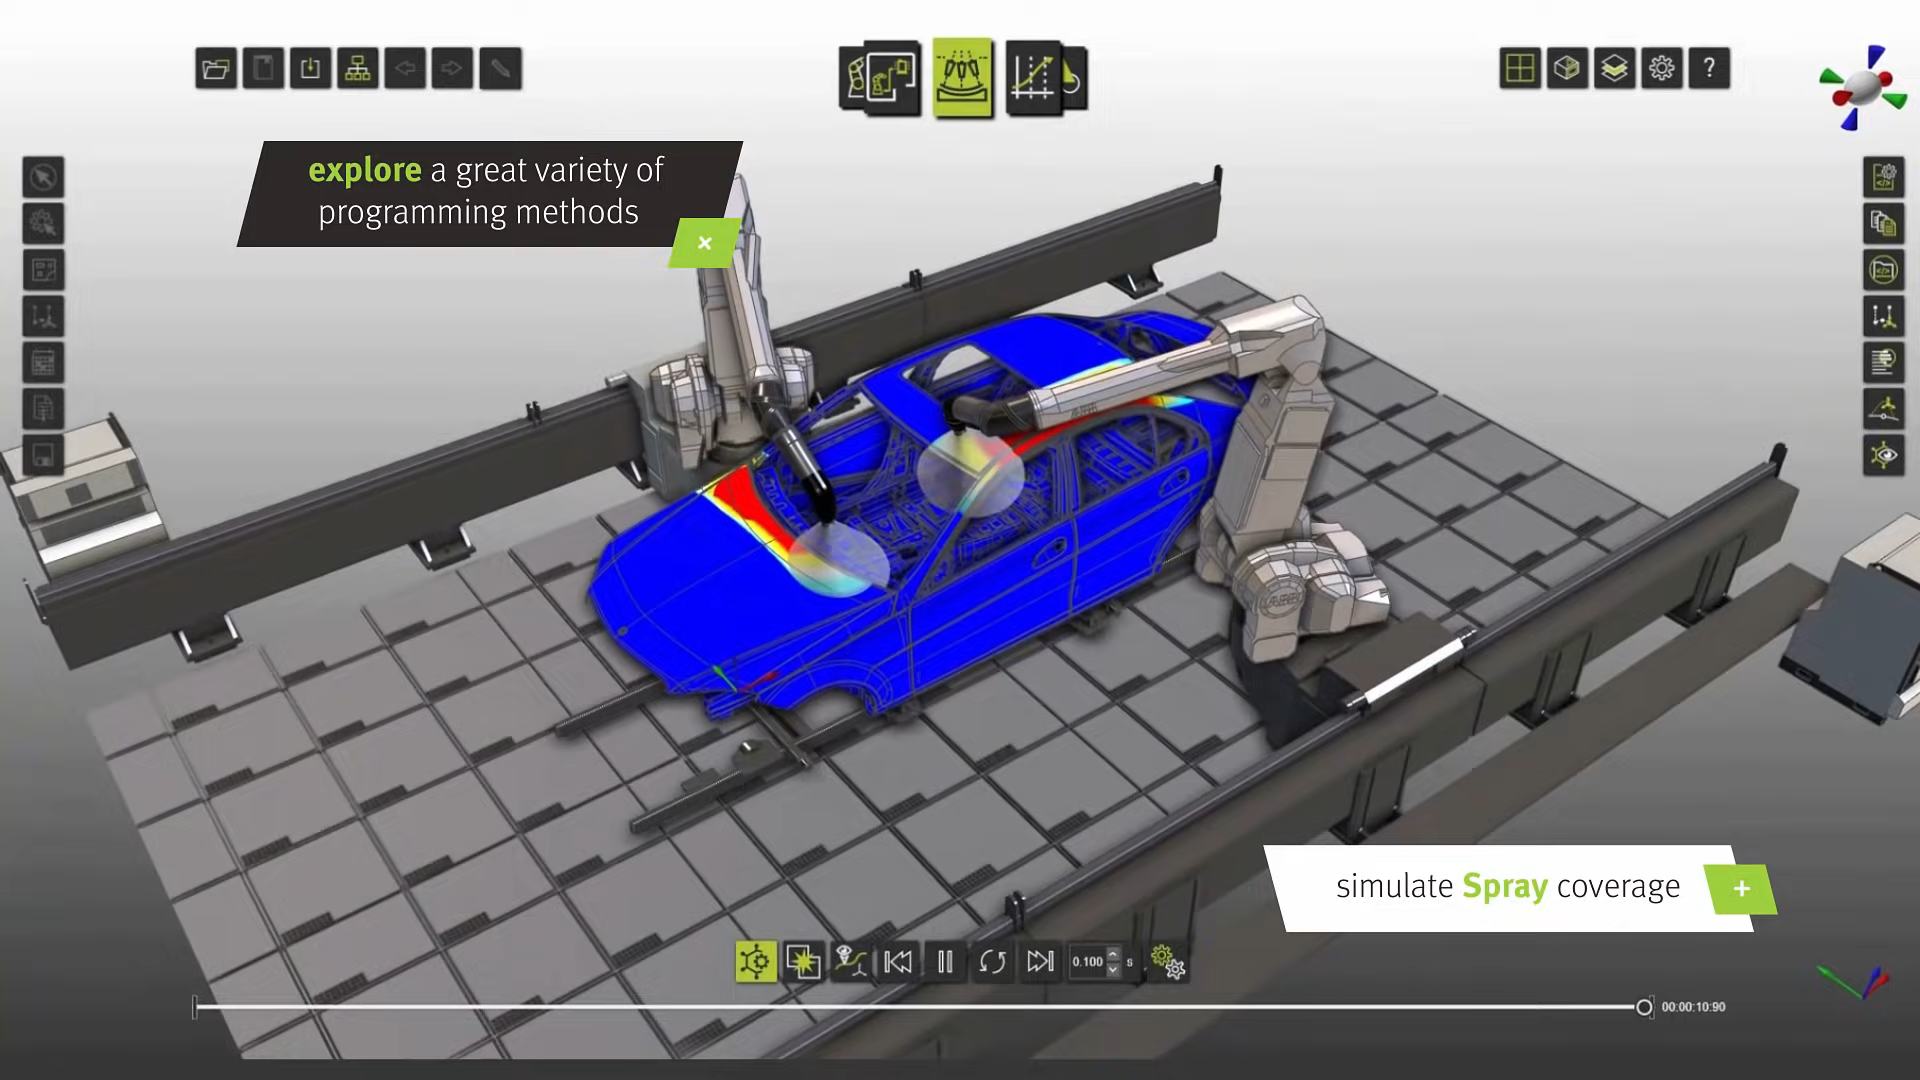 ?
explore a great variety of
programming methods
×
simulate Spray coverage
+
0.100 s
00:00:10:90